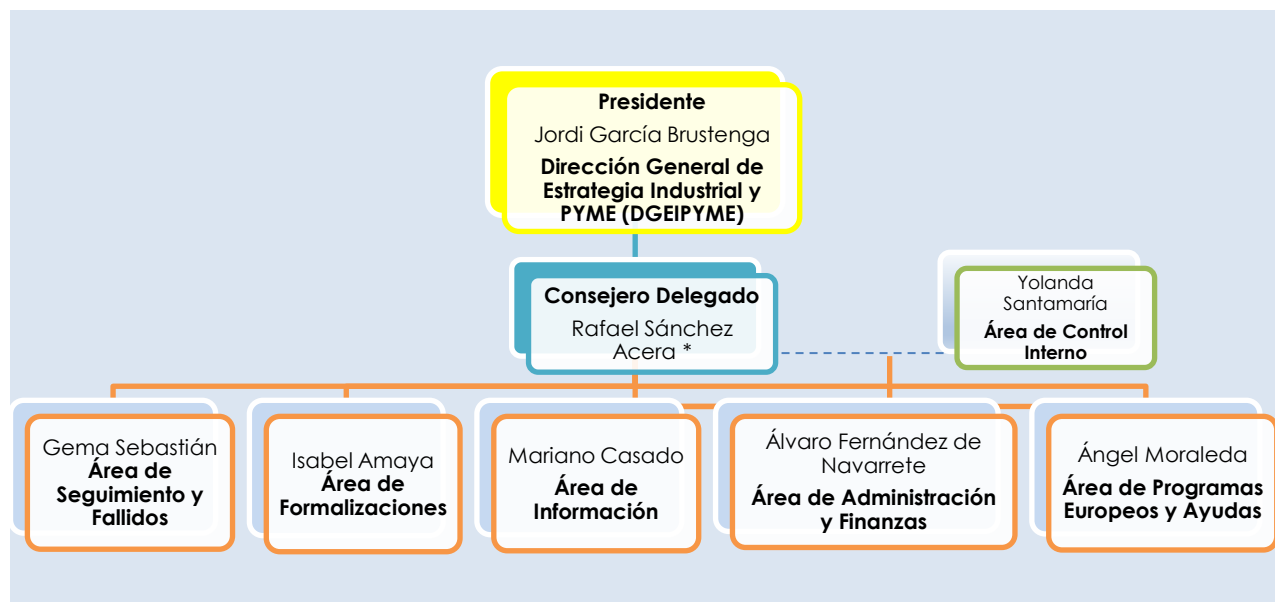 Presidente
Jordi García Brustenga
Dirección General de
Estrategia Industrial y
PYME (DGEIPYME)
Consejero Delegado
Rafael Sánchez
Acera *
Yolanda
Santamaría
Área de Control
Interno
Gema Sebastián
Área de
Seguimiento y
Fallidos
Isabel Amaya
Área de
Formalizaciones
Mariano Casado
Área de
Información
Álvaro Fernández de
Navarrete
Área de Administración
y Finanzas
Ángel Moraleda
Área de Programas
Europeos y Ayudas